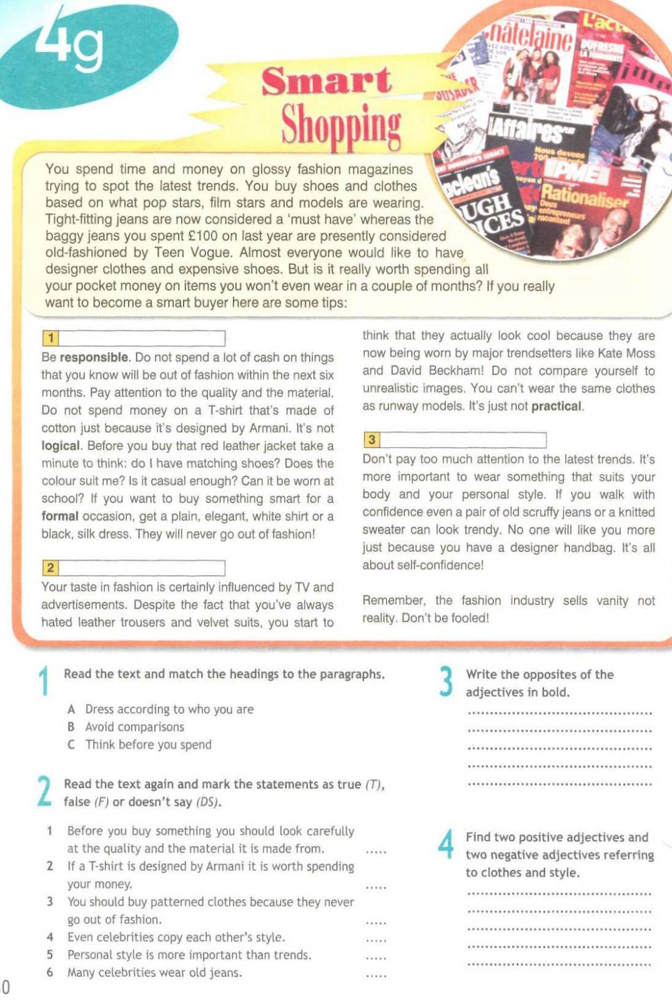 4g
Smart
Shopping
hâtelaine
L'act
DUFRESNE
Affaires
Nous devons
PME
Rationaliser
Deux
entrepreneurs
racontent
aclean's
UGH
ICES
You spend time and money on glossy fashion magazines
trying to spot the latest trends. You buy shoes and clothes
based on what pop stars, film stars and models are wearing.
Tight-fitting jeans are now considered a 'must have' whereas the
baggy jeans you spent £100 on last year are presently considered
old-fashioned by Teen Vogue. Almost everyone would like to have
designer clothes and expensive shoes. But is it really worth spending all
your pocket money on items you won't even wear in a couple of months? If you really
want to become a smart buyer here are some tips:
1
Be responsible. Do not spend a lot of cash on things
that you know will be out of fashion within the next six
months. Pay attention to the quality and the material.
Do not spend money on a T-shirt that's made of
cotton just because it's designed by Armani. It's not
logical. Before you buy that red leather jacket take a
minute to think: do I have matching shoes? Does the
colour suit me? Is it casual enough? Can it be worn at
school? If you want to buy something smart for a
formal occasion, get a plain, elegant, white shirt or a
black, silk dress. They will never go out of fashion!
2
Your taste in fashion is certainly influenced by TV and
advertisements. Despite the fact that you've always
hated leather trousers and velvet suits, you start to
think that they actually look cool because they are
now being worn by major trendsetters like Kate Moss
and David Beckham! Do not compare yourself to
unrealistic images. You can't wear the same clothes
as runway models. It's just not practical.
3
Don't pay too much attention to the latest trends. It's
more important to wear something that suits your
body and your personal style. If you walk with
confidence even a pair of old scruffy jeans or a knitted
sweater can look trendy. No one will like you more
just because you have a designer handbag. It's all
about self-confidence!
Remember, the fashion industry sells vanity not
reality. Don't be fooled!
1 Read the text and match the headings to the paragraphs.
A Dress according to who you are
B Avoid comparisons
C Think before you spend
2 Read the text again and mark the statements as true (T),
false (F) or doesn't say (DS).
1 Before you buy something you should look carefully
at the quality and the material it is made from. .....
2 If a T-shirt is designed by Armani it is worth spending
your money. .....
3 You should buy patterned clothes because they never
go out of fashion. .....
4 Even celebrities copy each other's style. .....
5 Personal style is more important than trends. .....
6 Many celebrities wear old jeans. .....
3 Write the opposites of the
adjectives in bold.
4 Find two positive adjectives and
two negative adjectives referring
to clothes and style.
0